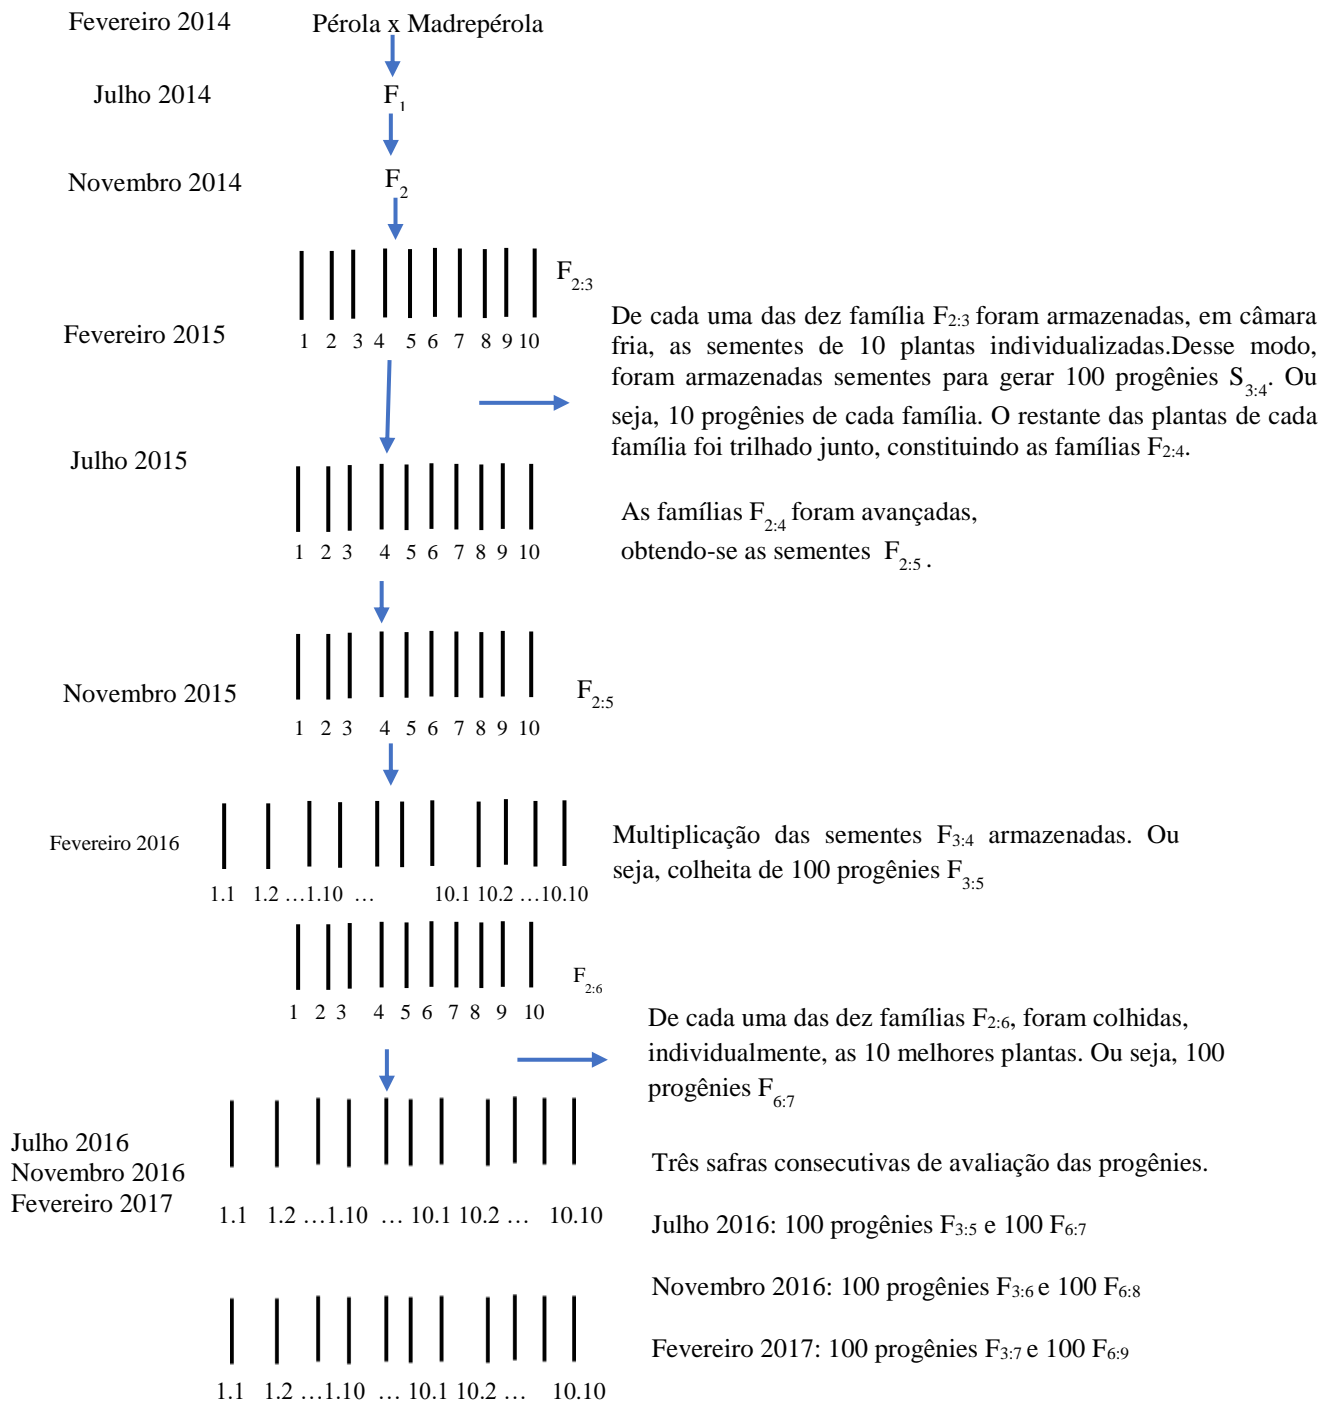 Fevereiro 2014 Pérola x Madrepérola
Julho 2014 F1
Novembro 2014 F2
F2:3
Fevereiro 2015
1 2 3 4 5 6 7 8 9 10
De cada uma das dez família F2:3 foram armazenadas, em câmara
fria, as sementes de 10 plantas individualizadas.Desse modo,
foram armazenadas sementes para gerar 100 progênies S3:4. Ou
seja, 10 progênies de cada família. O restante das plantas de cada
família foi trilhado junto, constituindo as famílias F2:4.
Julho 2015
1 2 3 4 5 6 7 8 9 10
As famílias F2:4 foram avançadas,
obtendo-se as sementes F2:5.
Novembro 2015
F2:5
1 2 3 4 5 6 7 8 9 10
Fevereiro 2016
1.1 1.2 …1.10 … 10.1 10.2 …10.10
Multiplicação das sementes F3:4 armazenadas. Ou
seja, colheita de 100 progênies F3:5
F2:6
1 2 3 4 5 6 7 8 9 10
De cada uma das dez famílias F2:6, foram colhidas,
individualmente, as 10 melhores plantas. Ou seja, 100
progênies F6:7
Julho 2016
Novembro 2016
Fevereiro 2017
1.1 1.2 …1.10 … 10.1 10.2 … 10.10
Três safras consecutivas de avaliação das progênies.
Julho 2016: 100 progênies F3:5 e 100 F6:7
Novembro 2016: 100 progênies F3:6 e 100 F6:8
Fevereiro 2017: 100 progênies F3:7 e 100 F6:9
1.1 1.2 …1.10 … 10.1 10.2 … 10.10